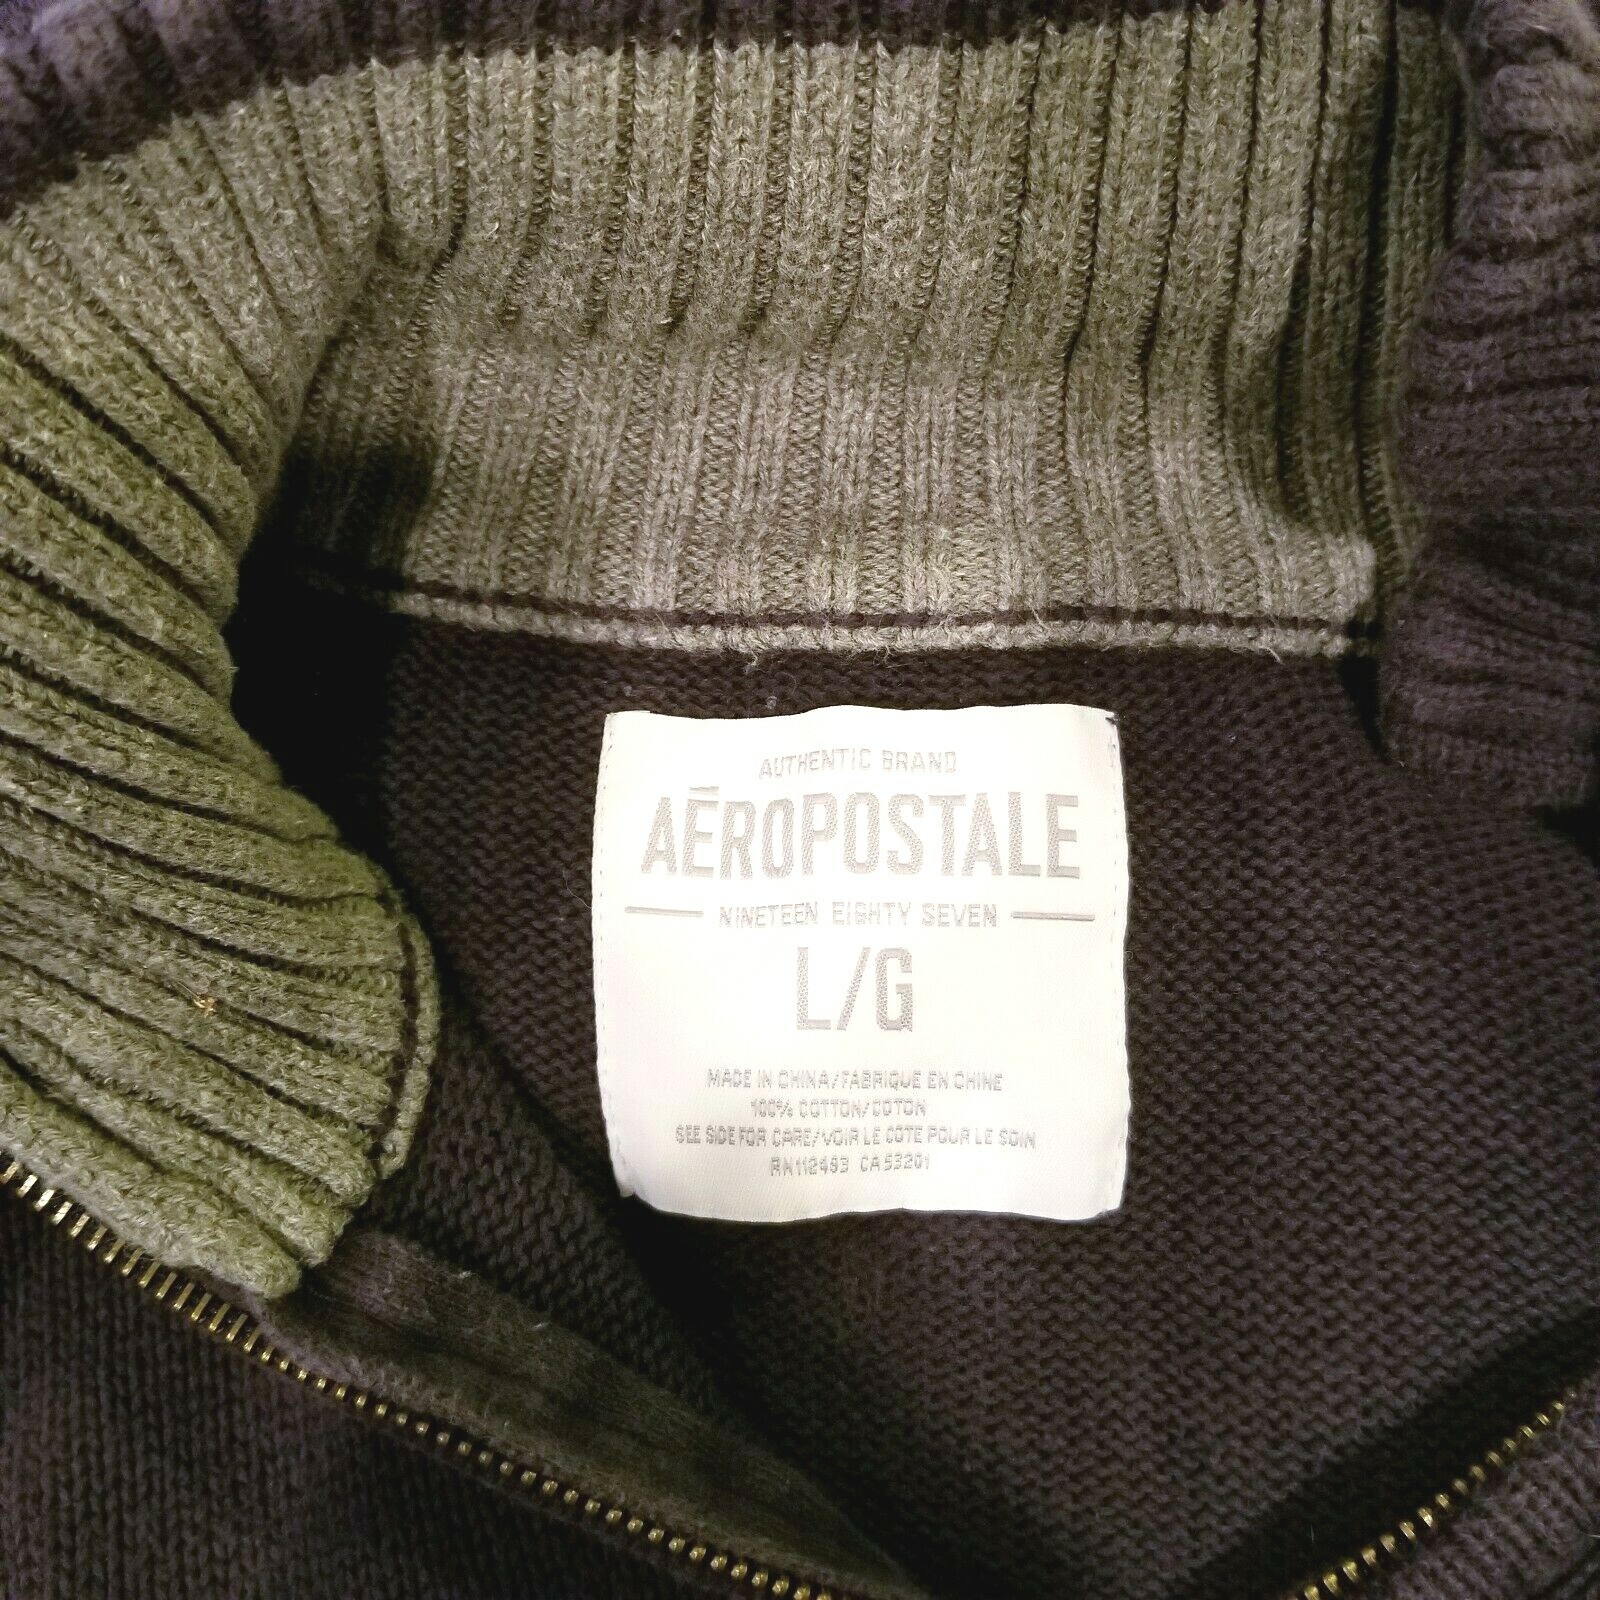 AUTHENTIC BRAND
AÉROPOSTALE
NINETEEN EIGHTY SEVEN
L/G
MADE IN CHINA/FABRIQUE EN CHINE
100% COTTON/COTON
SEE SIDE FOR CARE/VOIR LE CÔTE POUR LE SOIN
RN112493 CA53201